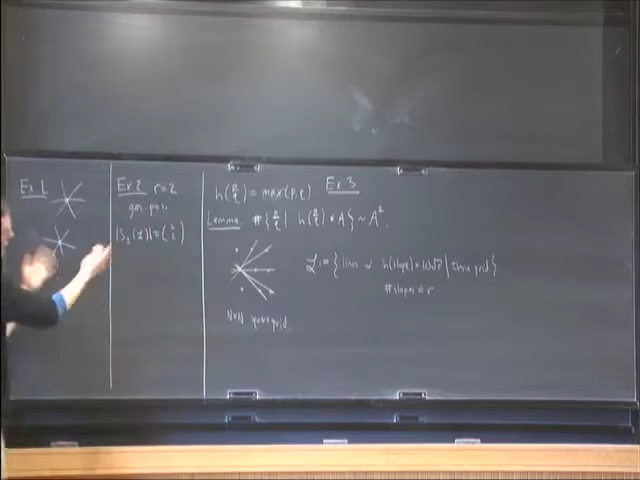 Ex 1
Ex 2 r=2
gen. pos.
|S₂(𝓛)|=(L 2)
h(p/q) = max(p,q) Ex 3
Lemma #{p/q | h(p/q) ≤ A} ~ A².
𝓛 := { lines w/ h(slope) ≤ 10√r | thru grid}
#slopes ≤ r
N×N grid